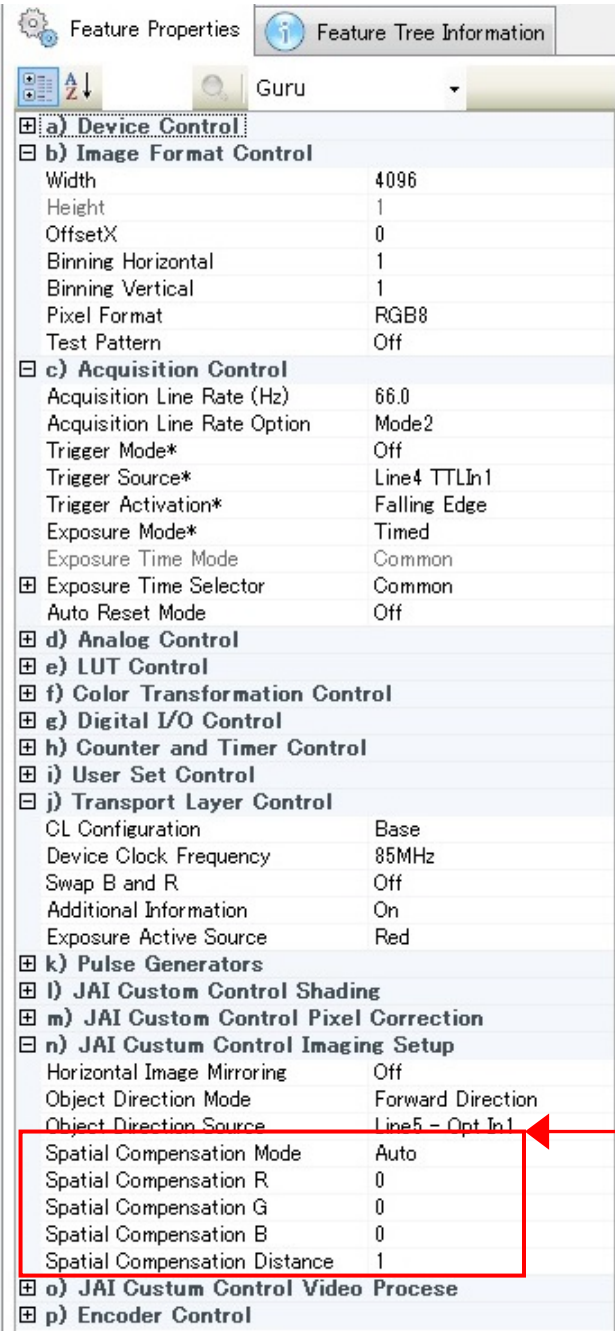 Feature Properties Feature Tree Information
Guru
a) Device Control
b) Image Format Control
Width 4096
Height 1
OffsetX 0
Binning Horizontal 1
Binning Vertical 1
Pixel Format RGB8
Test Pattern Off
c) Acquisition Control
Acquisition Line Rate (Hz) 66.0
Acquisition Line Rate Option Mode2
Trigger Mode* Off
Trigger Source* Line4 TTLIn1
Trigger Activation* Falling Edge
Exposure Mode* Timed
Exposure Time Mode Common
Exposure Time Selector Common
Auto Reset Mode Off
d) Analog Control
e) LUT Control
f) Color Transformation Control
g) Digital I/O Control
h) Counter and Timer Control
i) User Set Control
j) Transport Layer Control
CL Configuration Base
Device Clock Frequency 85MHz
Swap B and R Off
Additional Information On
Exposure Active Source Red
k) Pulse Generators
l) JAI Custom Control Shading
m) JAI Custom Control Pixel Correction
n) JAI Custum Control Imaging Setup
Horizontal Image Mirroring Off
Object Direction Mode Forward Direction
Object Direction Source Line5 - Opt In1
Spatial Compensation Mode Auto
Spatial Compensation R 0
Spatial Compensation G 0
Spatial Compensation B 0
Spatial Compensation Distance 1
o) JAI Custum Control Video Procese
p) Encoder Control